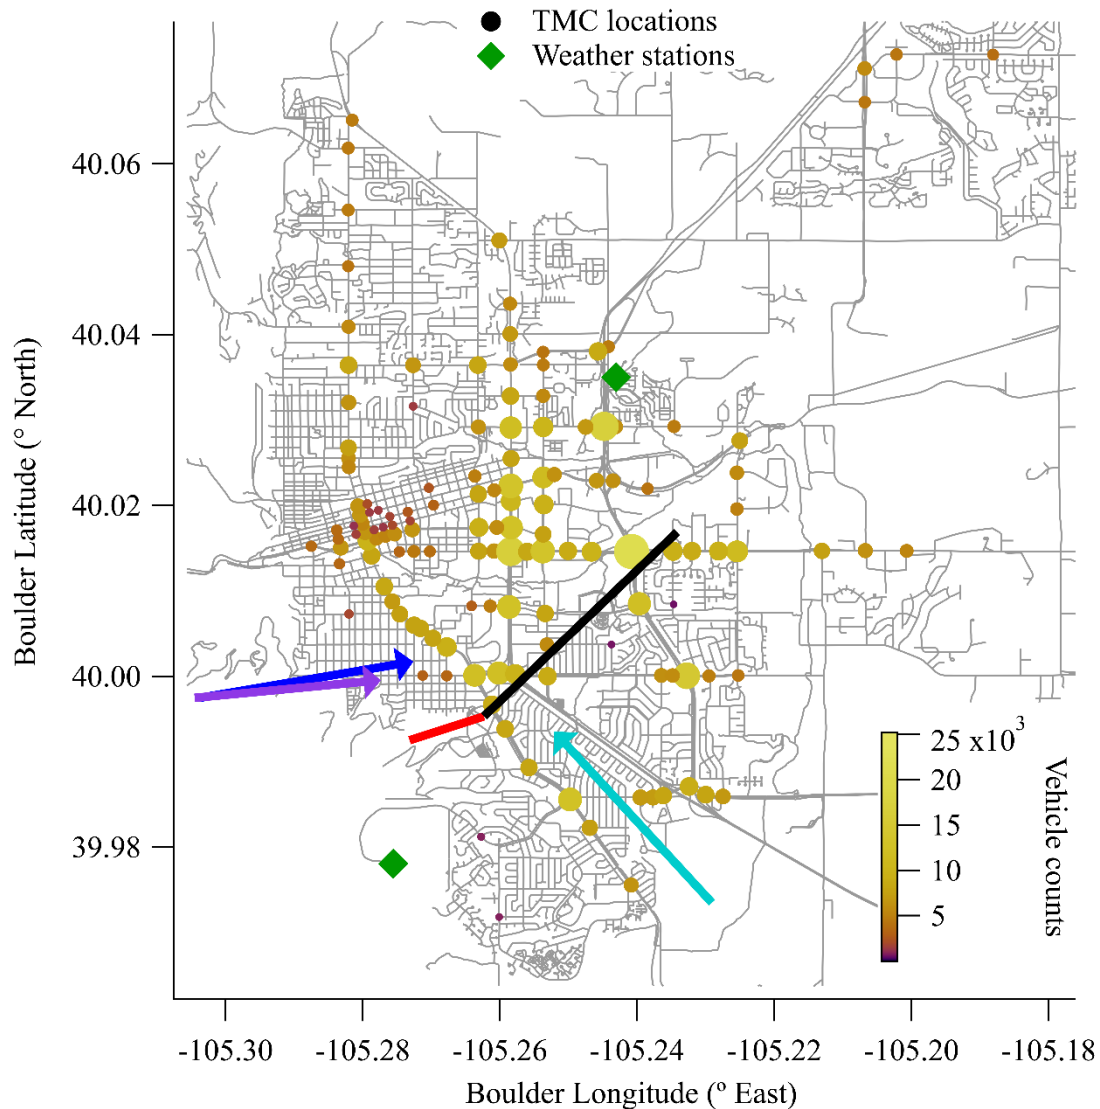 TMC locations
Weather stations
40.06
40.04
40.02
40.00
39.98
Boulder Latitude (° North)
25 x10³
20
15
10
5
Vehicle counts
-105.30 -105.28 -105.26 -105.24 -105.22 -105.20 -105.18
Boulder Longitude (º East)